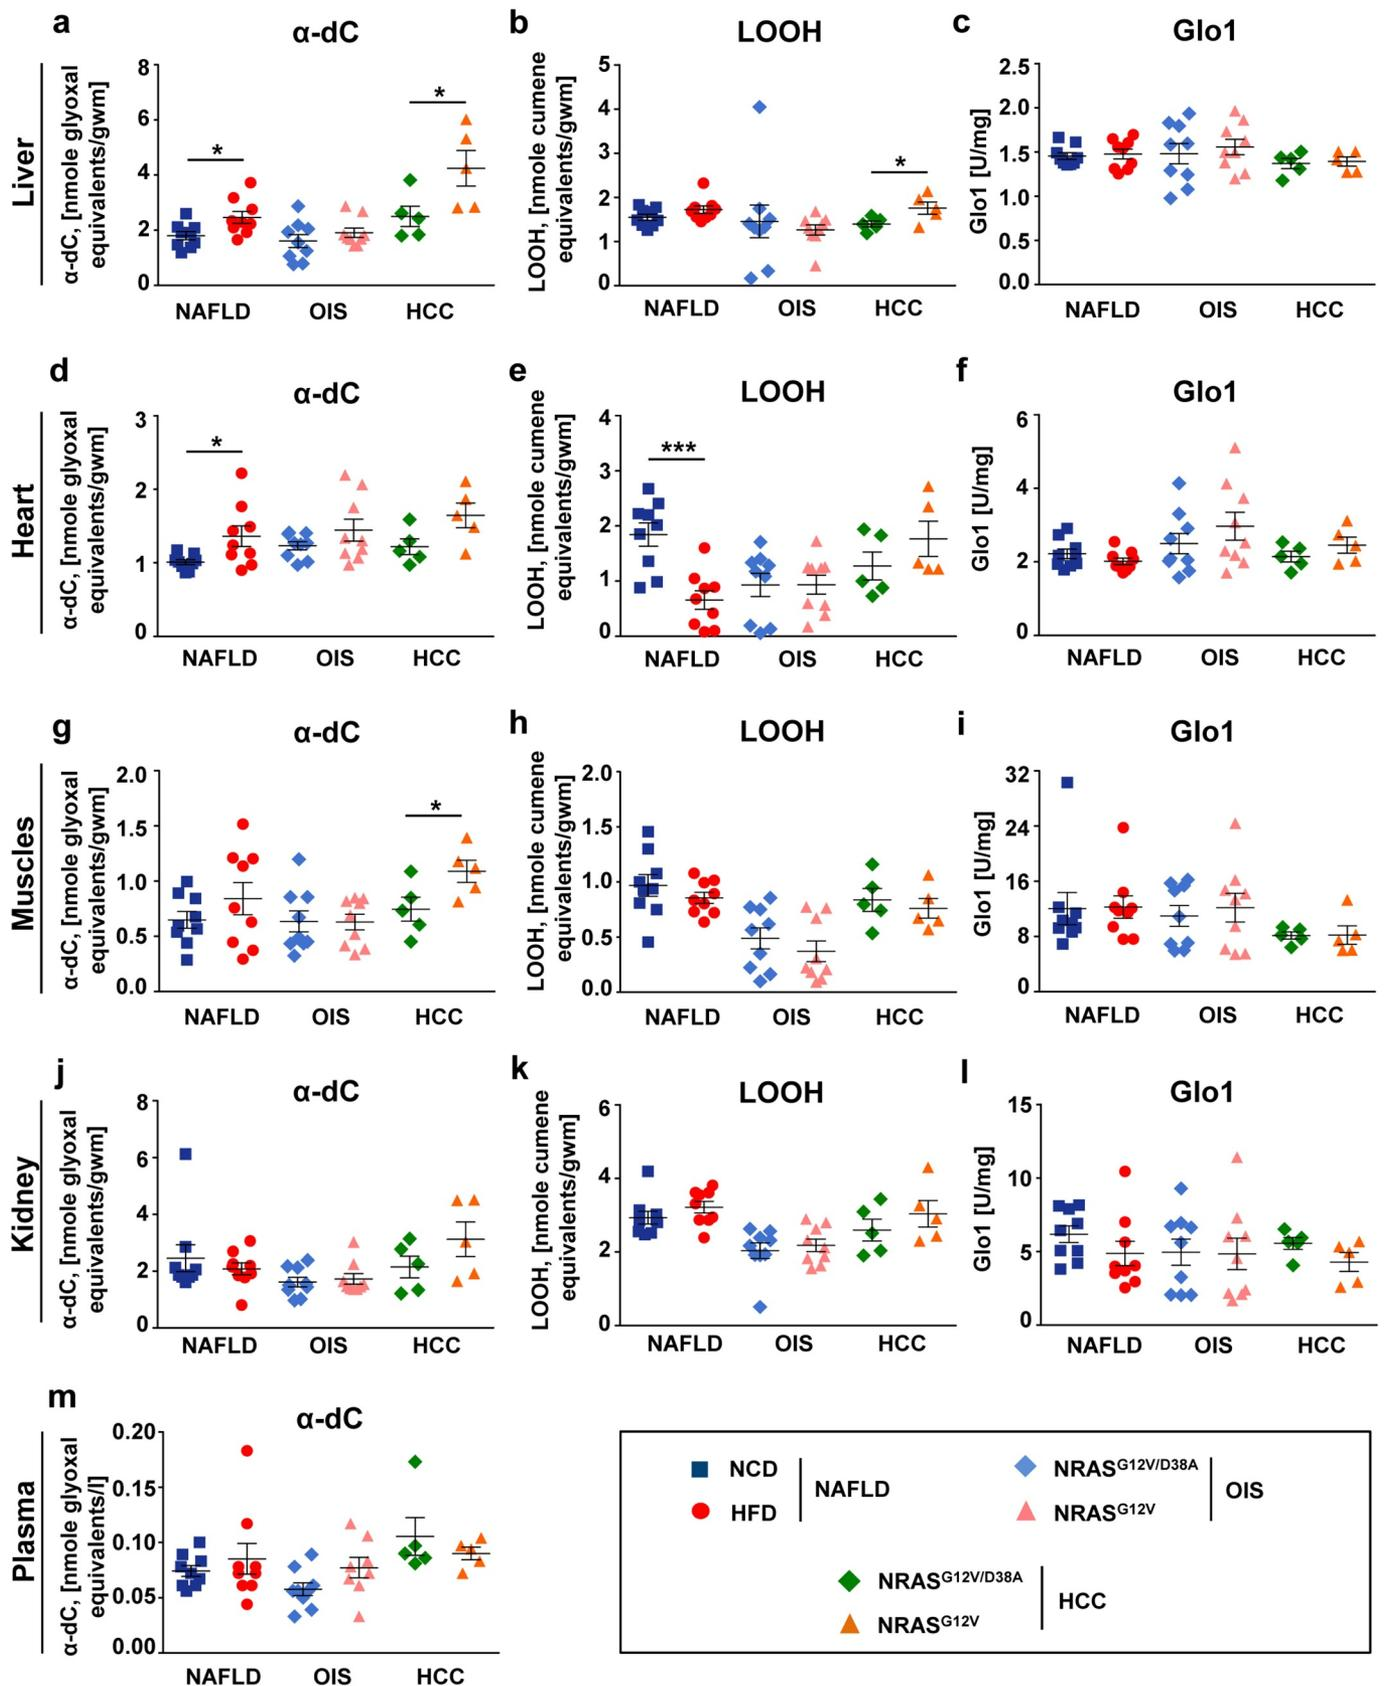 a
α-dC
b
LOOH
c
Glo1
Liver
α-dC, [nmole glyoxal
equivalents/gwm]
8
6
4
2
0
*
*
NAFLD
OIS
HCC
LOOH, [nmole cumene
equivalents/gwm]
5
4
3
2
1
0
*
NAFLD
OIS
HCC
Glo1 [U/mg]
2.5
2.0
1.5
1.0
0.5
0.0
NAFLD
OIS
HCC
d
α-dC
e
LOOH
f
Glo1
Heart
α-dC, [nmole glyoxal
equivalents/gwm]
3
2
1
0
*
NAFLD
OIS
HCC
LOOH, [nmole cumene
equivalents/gwm]
4
3
2
1
0
***
NAFLD
OIS
HCC
Glo1 [U/mg]
6
4
2
0
NAFLD
OIS
HCC
g
α-dC
h
LOOH
i
Glo1
Muscles
α-dC, [nmole glyoxal
equivalents/gwm]
2.0
1.5
1.0
0.5
0.0
*
NAFLD
OIS
HCC
LOOH, [nmole cumene
equivalents/gwm]
2.0
1.5
1.0
0.5
0.0
NAFLD
OIS
HCC
Glo1 [U/mg]
32
24
16
8
0
NAFLD
OIS
HCC
j
α-dC
k
LOOH
l
Glo1
Kidney
α-dC, [nmole glyoxal
equivalents/gwm]
8
6
4
2
0
NAFLD
OIS
HCC
LOOH, [nmole cumene
equivalents/gwm]
6
4
2
0
NAFLD
OIS
HCC
Glo1 [U/mg]
15
10
5
0
NAFLD
OIS
HCC
m
α-dC
Plasma
α-dC, [nmole glyoxal
equivalents/l]
0.20
0.15
0.10
0.05
0.00
NAFLD
OIS
HCC
NCD
HFD
NAFLD
NRASG12V/D38A
NRASG12V
OIS
NRASG12V/D38A
NRASG12V
HCC